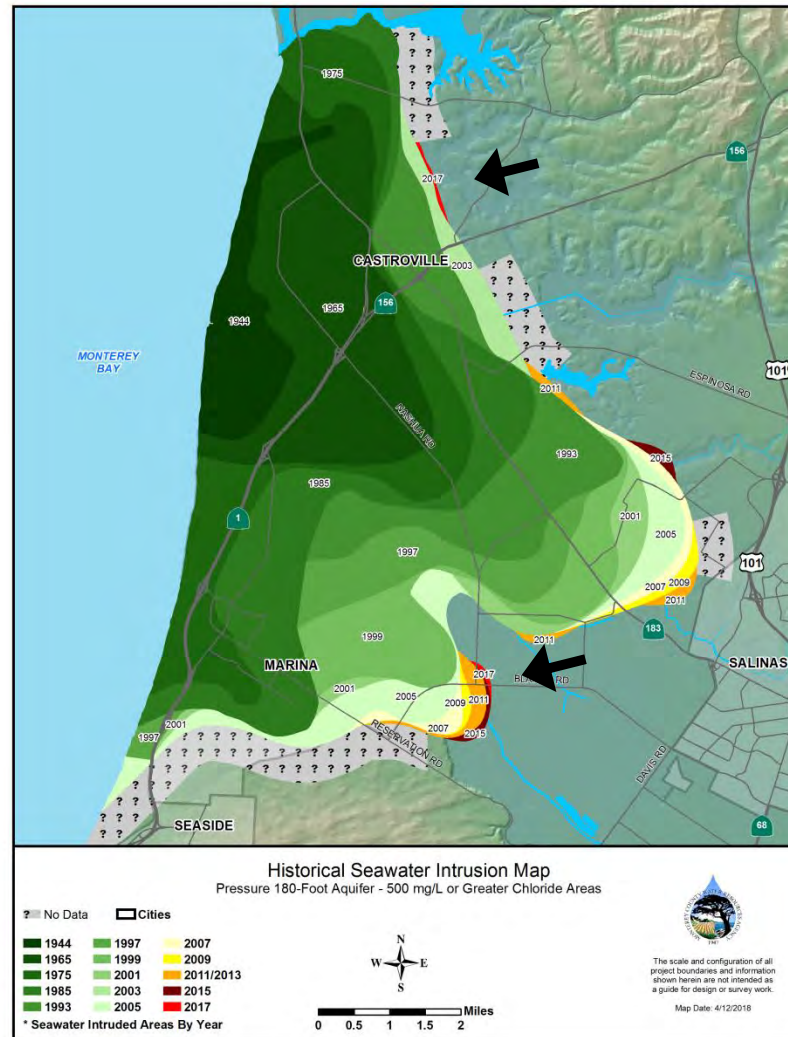 1975
156
2017
CASTROVILLE
2003
156
1965
1944
MONTEREY
BAY
NASHUA RD
ESPINOSA RD
101
2011
1993
2015
1985
1
2001
2005
1997
101
2007
2009
2011
183
2011
1999
SALINAS
MARINA
2017
2001
2005
2009
2011
RESERVATION RD
2007
2015
DAVIS RD
2001
1997
SEASIDE
68
Historical Seawater Intrusion Map
Pressure 180-Foot Aquifer - 500 mg/L or Greater Chloride Areas
? No Data Cities
1944 1997 2007
1965 1999 2009
1975 2001 2011/2013
1985 2003 2015
1993 2005 2017
* Seawater Intruded Areas By Year
N
W E
S
Miles
0 0.5 1 1.5 2
The scale and configuration of all
project boundaries and information
shown herein are not intended as
a guide for design or survey work.
Map Date: 4/12/2018